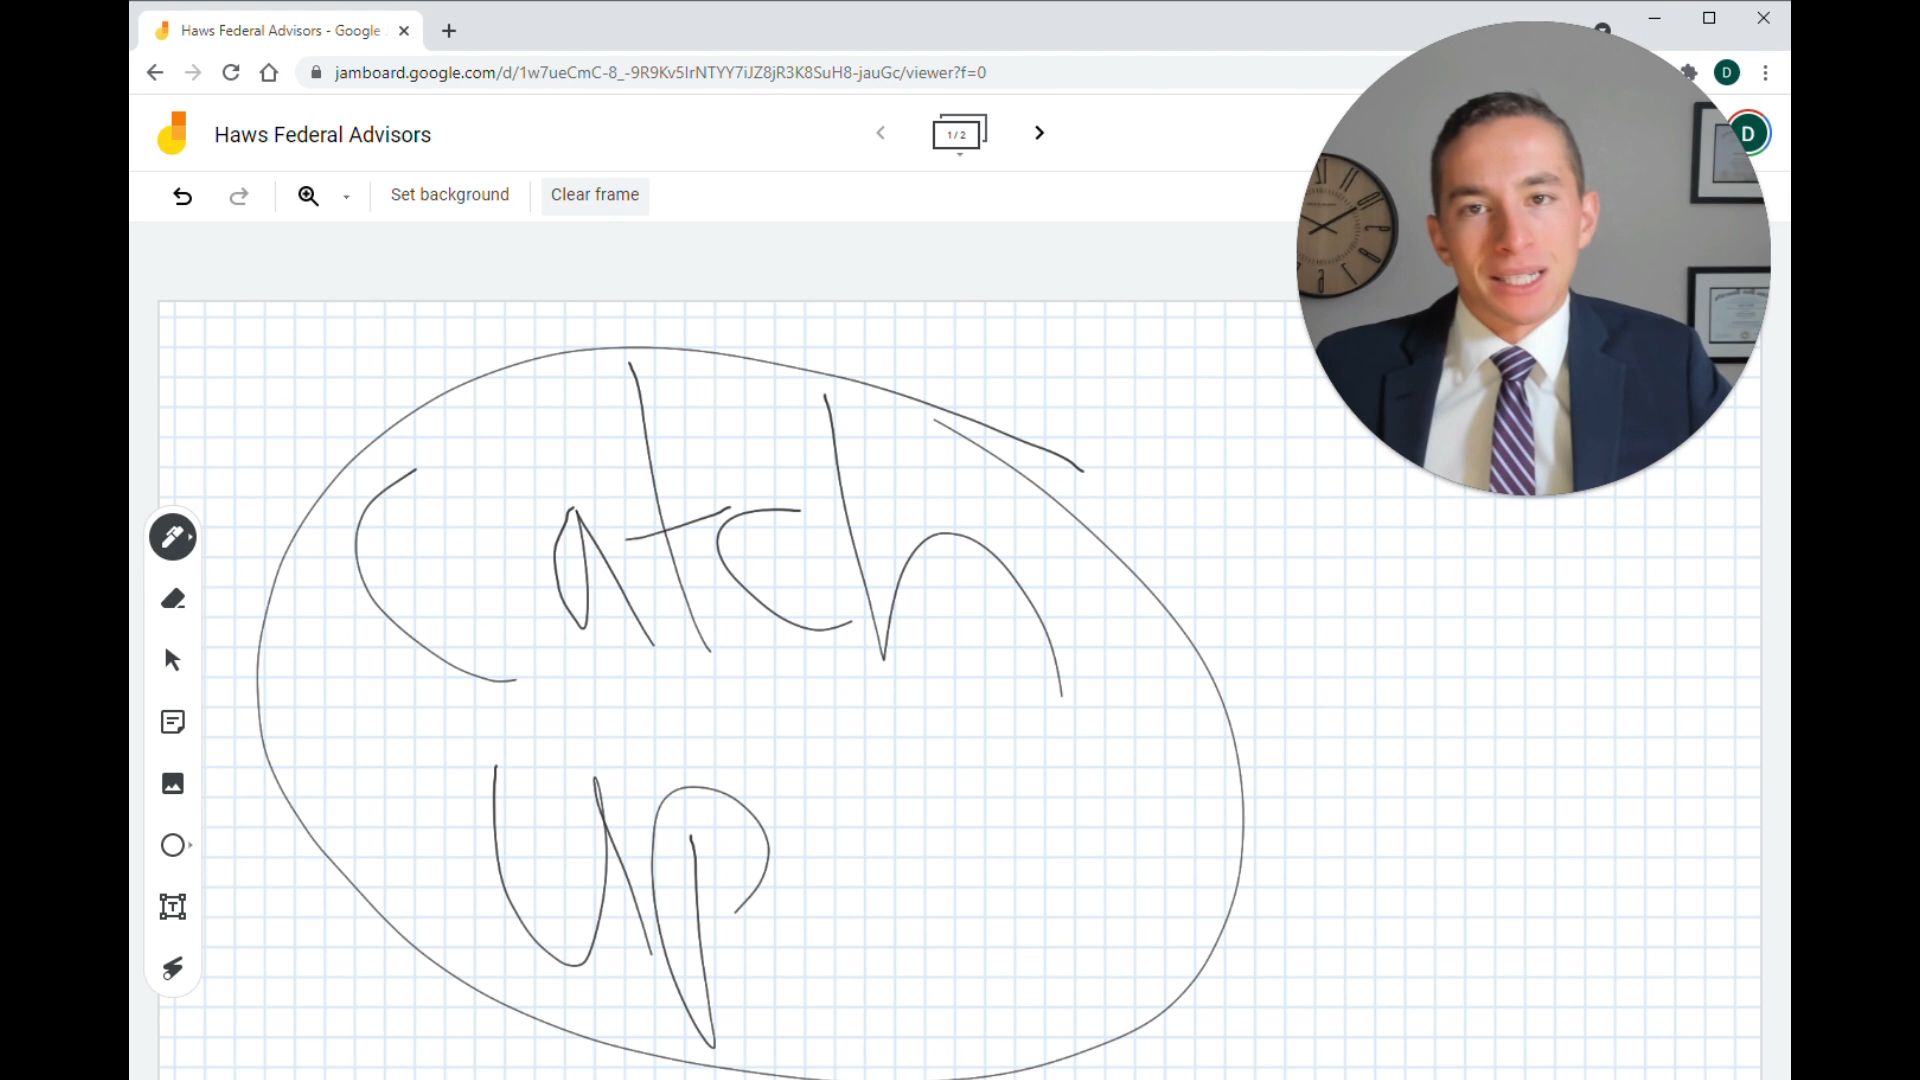 Haws Federal Advisors - Google J
jamboard.google.com/d/1w7ueCmC-8_-9R9Kv5IrNTYY7iJZ8jR3K8SuH8-jauGc/viewer?f=0
D
Haws Federal Advisors
1 / 2
D
Set background
Clear frame
Catch
up
T